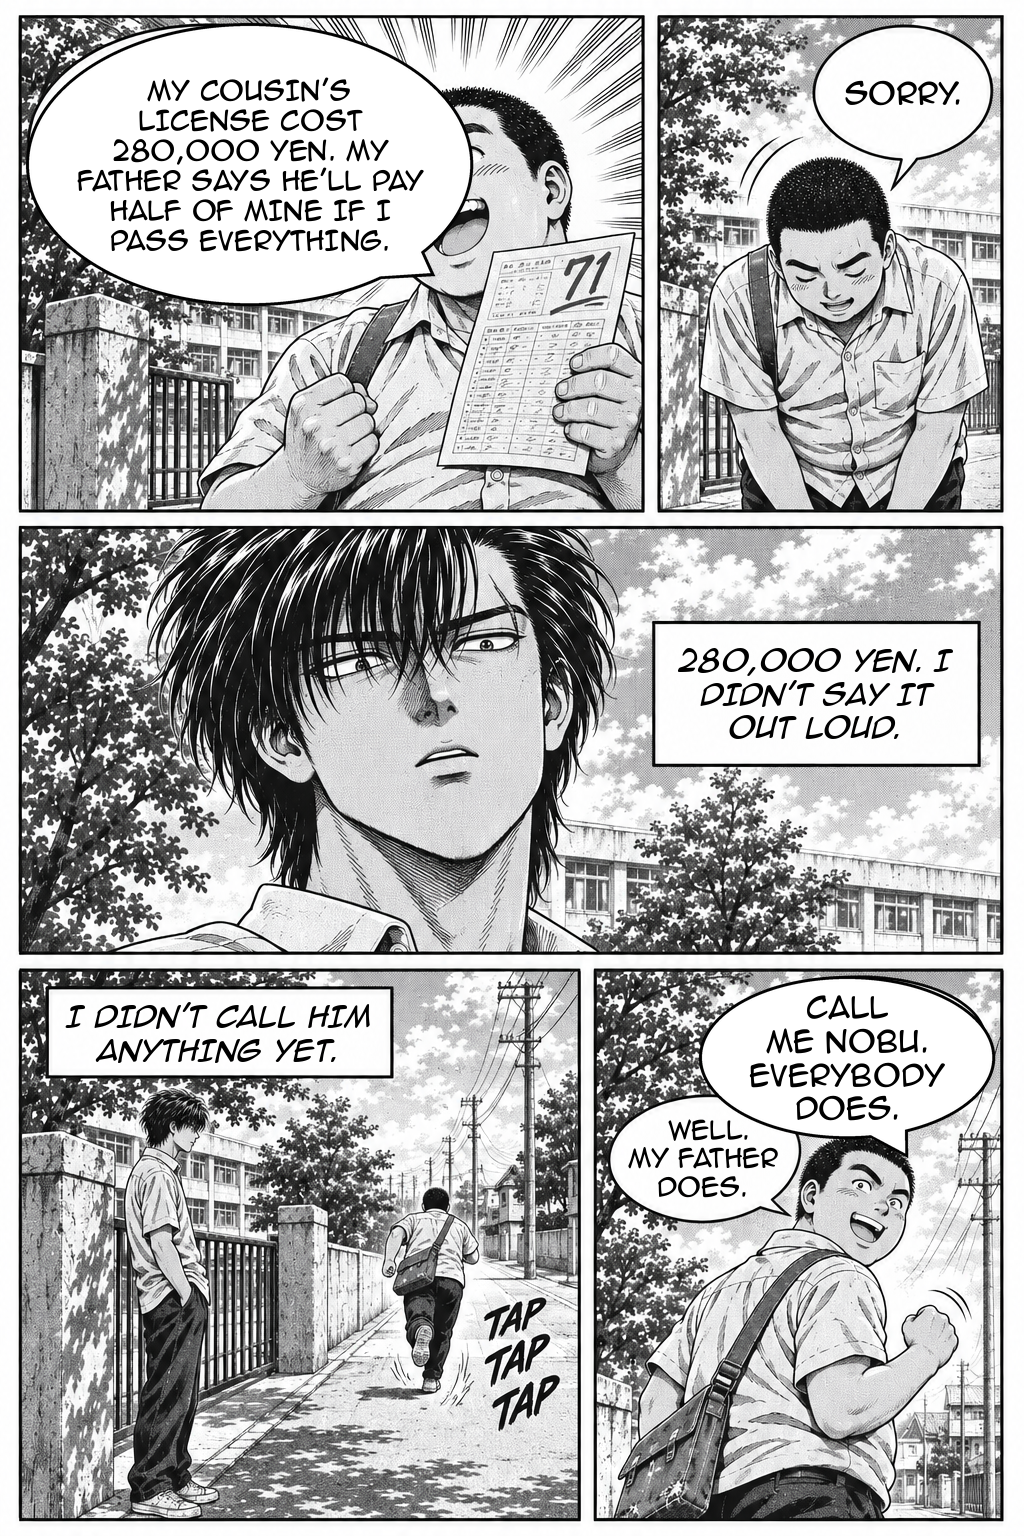 MY COUSIN'S
LICENSE COST
280,000 YEN. MY
FATHER SAYS HE'LL PAY
HALF OF MINE IF I
PASS EVERYTHING.
71
SORRY.
280,000 YEN. I
DIDN'T SAY IT
OUT LOUD.
I DIDN'T CALL HIM
ANYTHING YET.
TAP
TAP
TAP
CALL
ME NOBU.
EVERYBODY
DOES.
WELL.
MY FATHER
DOES.